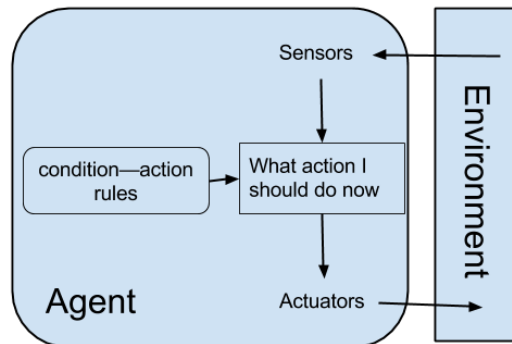 Sensors
Environment
condition—action
rules
What action I
should do now
Agent
Actuators